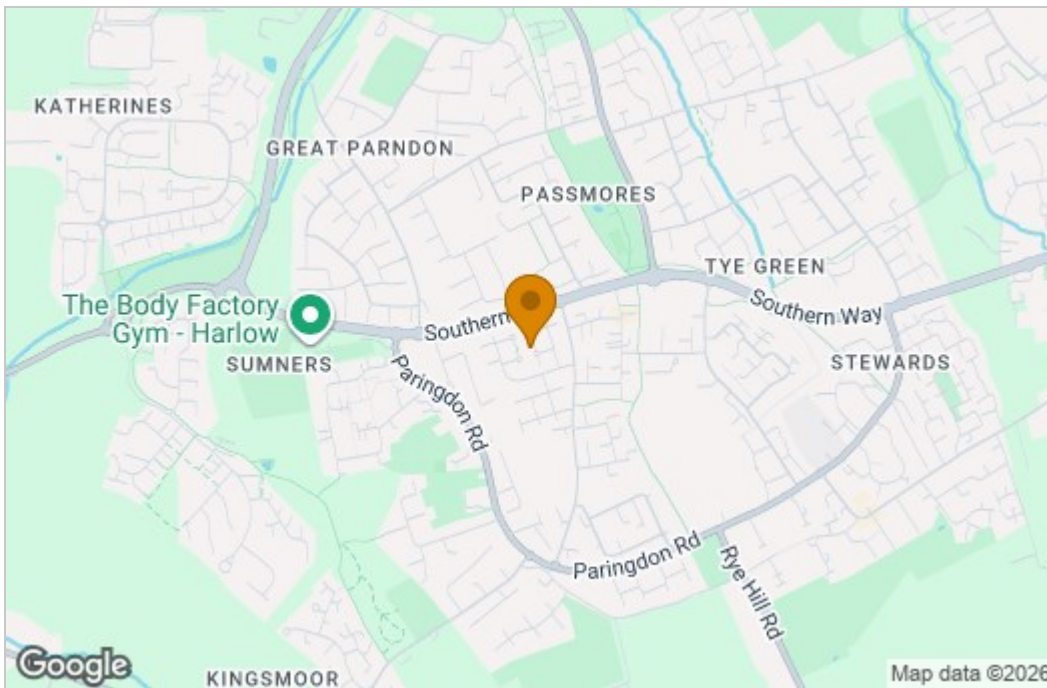 KATHERINES
GREAT PARNDON
PASSMORES
TYE GREEN
The Body Factory
Gym - Harlow
Southern
Southern Way
SUMNERS
STEWARDS
Paringdon Rd
Paringdon Rd
Rye Hill Rd
KINGSMOOR
Google
Map data ©2026